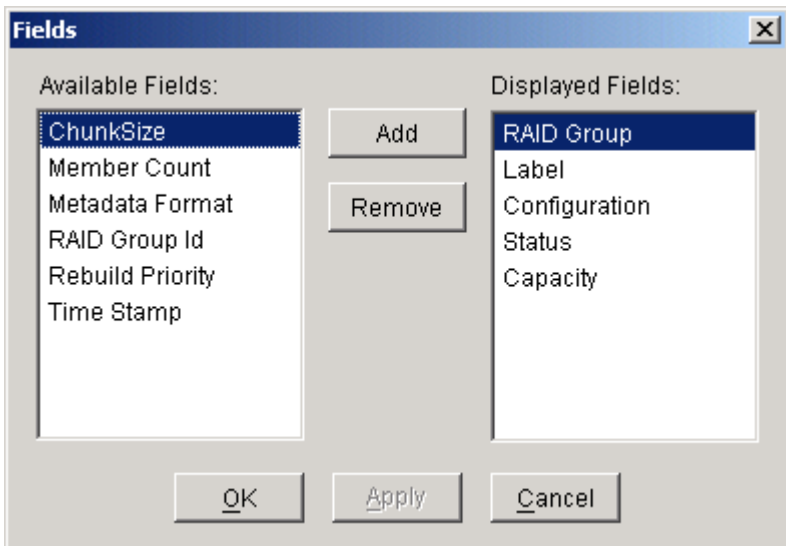 Fields
Available Fields:
ChunkSize
Member Count
Metadata Format
RAID Group Id
Rebuild Priority
Time Stamp
Add
Remove
Displayed Fields:
RAID Group
Label
Configuration
Status
Capacity
OK
Apply
Cancel